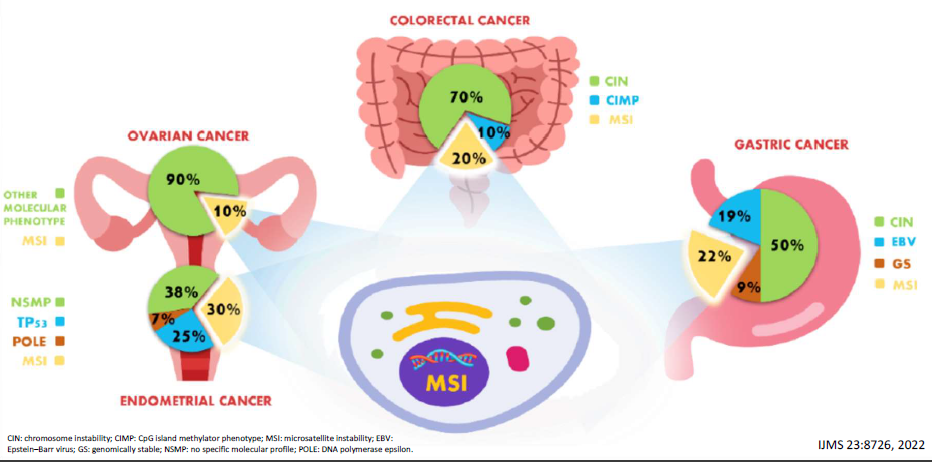 COLORECTAL CANCER
70%
10%
20%
CIN
CIMP
MSI
OVARIAN CANCER
90%
10%
OTHER
MOLECULAR
PHENOTYPE
MSI
GASTRIC CANCER
19%
50%
22%
9%
CIN
EBV
GS
MSI
38%
30%
7%
25%
NSMP
TP53
POLE
MSI
ENDOMETRIAL CANCER
MSI
CIN: chromosome instability; CIMP: CpG island methylator phenotype; MSI: microsatellite instability; EBV:
Epstein–Barr virus; GS: genomically stable; NSMP: no specific molecular profile; POLE: DNA polymerase epsilon.
IJMS 23:8726, 2022